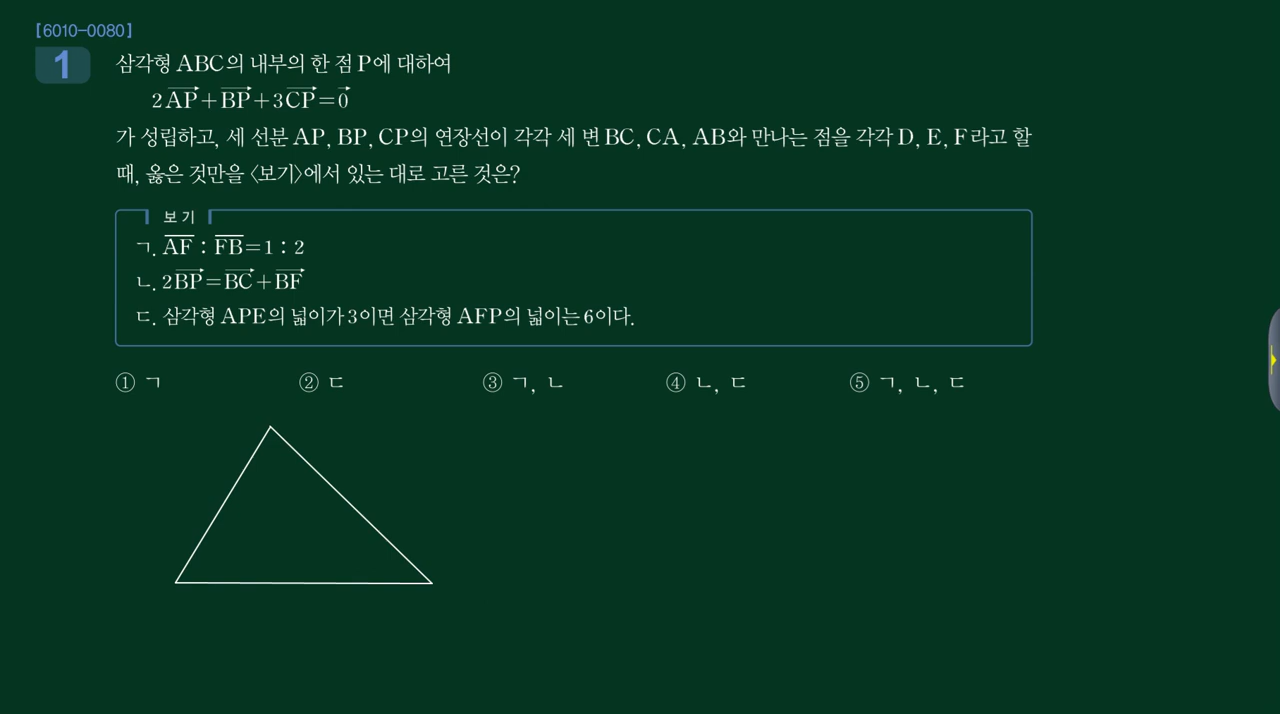 [6010-0080]
1
삼각형 ABC의 내부의 한 점 P에 대하여
2AP+BP+3CP=0
가 성립하고, 세 선분 AP, BP, CP의 연장선이 각각 세 변 BC, CA, AB와 만나는 점을 각각 D, E, F라고 할
때, 옳은 것만을 <보기>에서 있는 대로 고른 것은?
보기
ㄱ. AF : FB=1 : 2
ㄴ. 2BP=BC+BF
ㄷ. 삼각형 APE의 넓이가 3이면 삼각형 AFP의 넓이는 6이다.
① ㄱ ② ㄷ ③ ㄱ, ㄴ ④ ㄴ, ㄷ ⑤ ㄱ, ㄴ, ㄷ